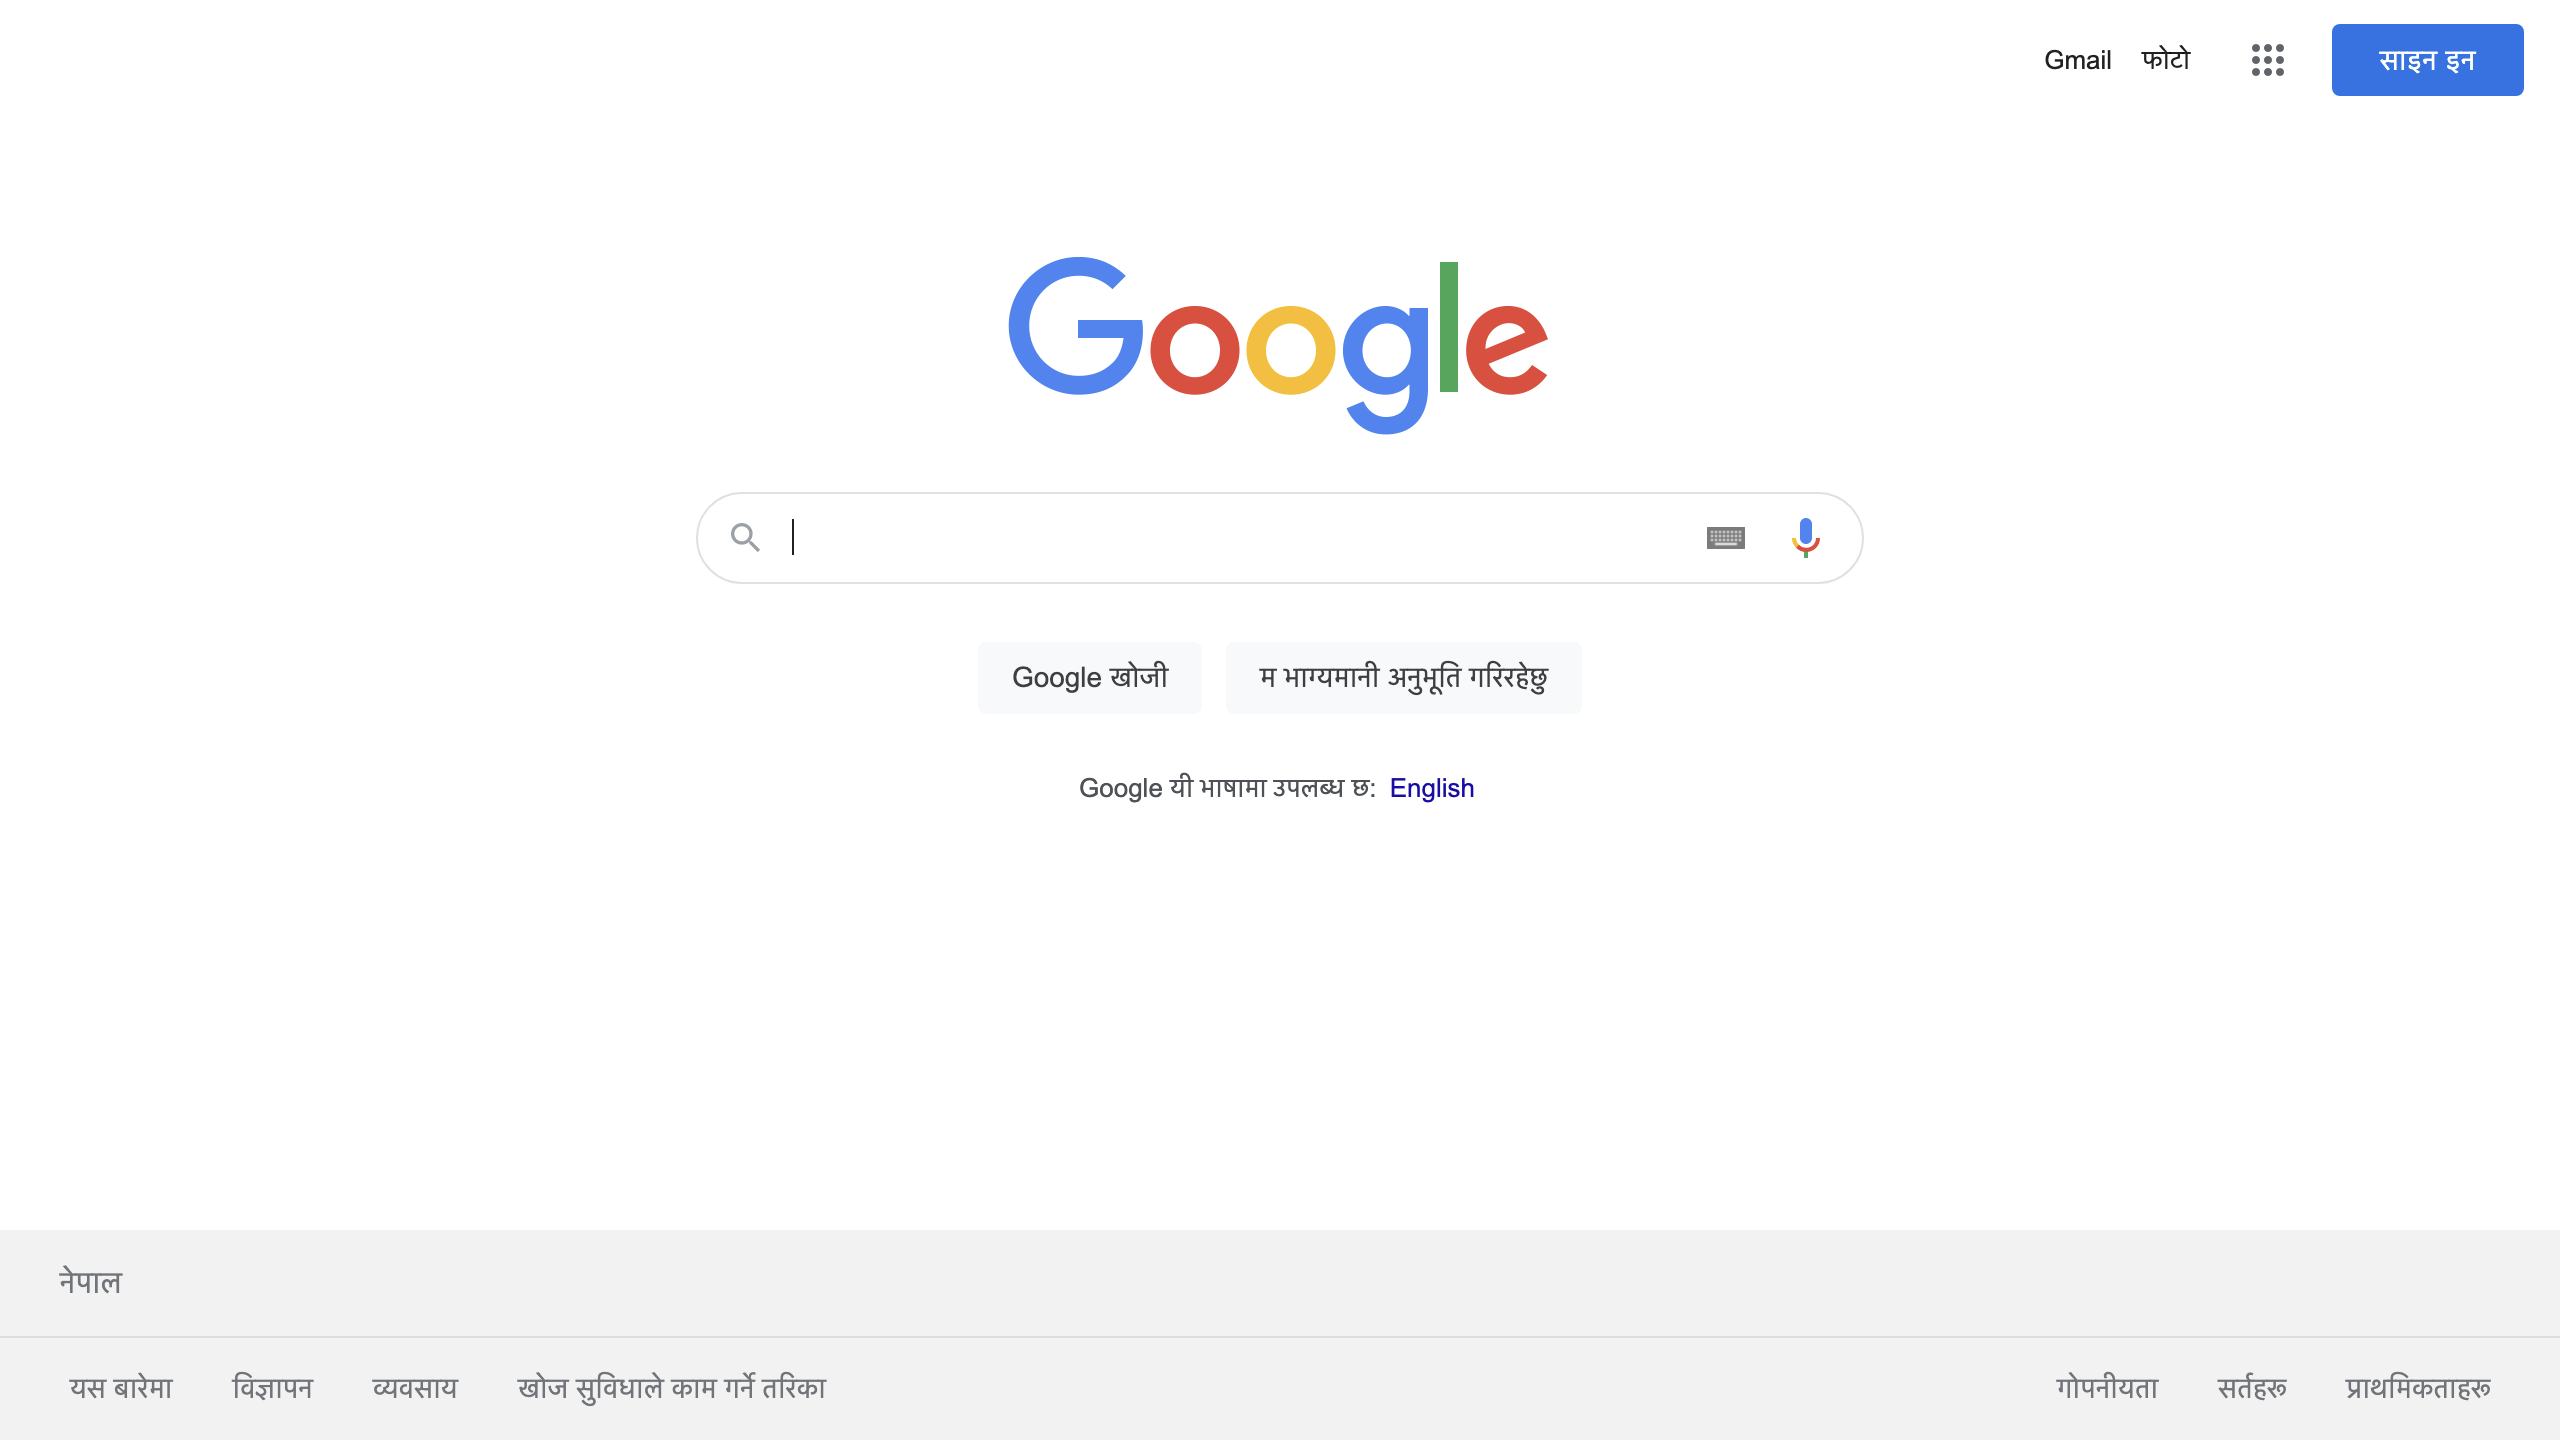 Gmail फोटो साइन इन
Google
Google खोजी म भाग्यमानी अनुभूति गरिरहेछु
Google यी भाषामा उपलब्ध छ: English
नेपाल
यस बारेमा विज्ञापन व्यवसाय खोज सुविधाले काम गर्ने तरिका गोपनीयता सर्तहरू प्राथमिकताहरू